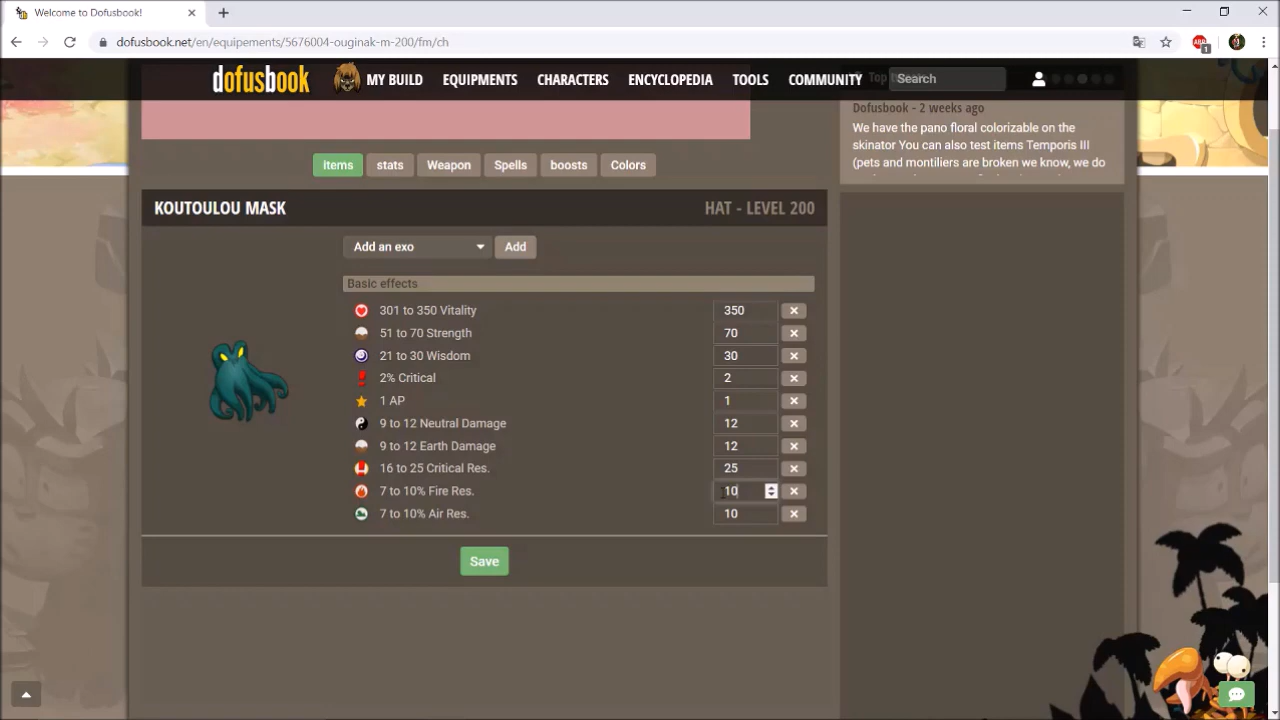 Welcome to Dofusbook!
dofusbook.net/en/equipements/5676004-ouginak-m-200/fm/ch
ABP
1
dofusbook
MY BUILD
EQUIPMENTS
CHARACTERS
ENCYCLOPEDIA
TOOLS
COMMUNITY
Search
Dofusbook - 2 weeks ago
We have the pano floral colorizable on the
skinator You can also test items Temporis III
(pets and montiliers are broken we know, we do
Items
stats
Weapon
Spells
boosts
Colors
KOUTOULOU MASK
HAT - LEVEL 200
Add an exo
Add
Basic effects
301 to 350 Vitality 350
51 to 70 Strength 70
21 to 30 Wisdom 30
2% Critical 2
1 AP 1
9 to 12 Neutral Damage 12
9 to 12 Earth Damage 12
16 to 25 Critical Res. 25
7 to 10% Fire Res. 10
7 to 10% Air Res. 10
Save